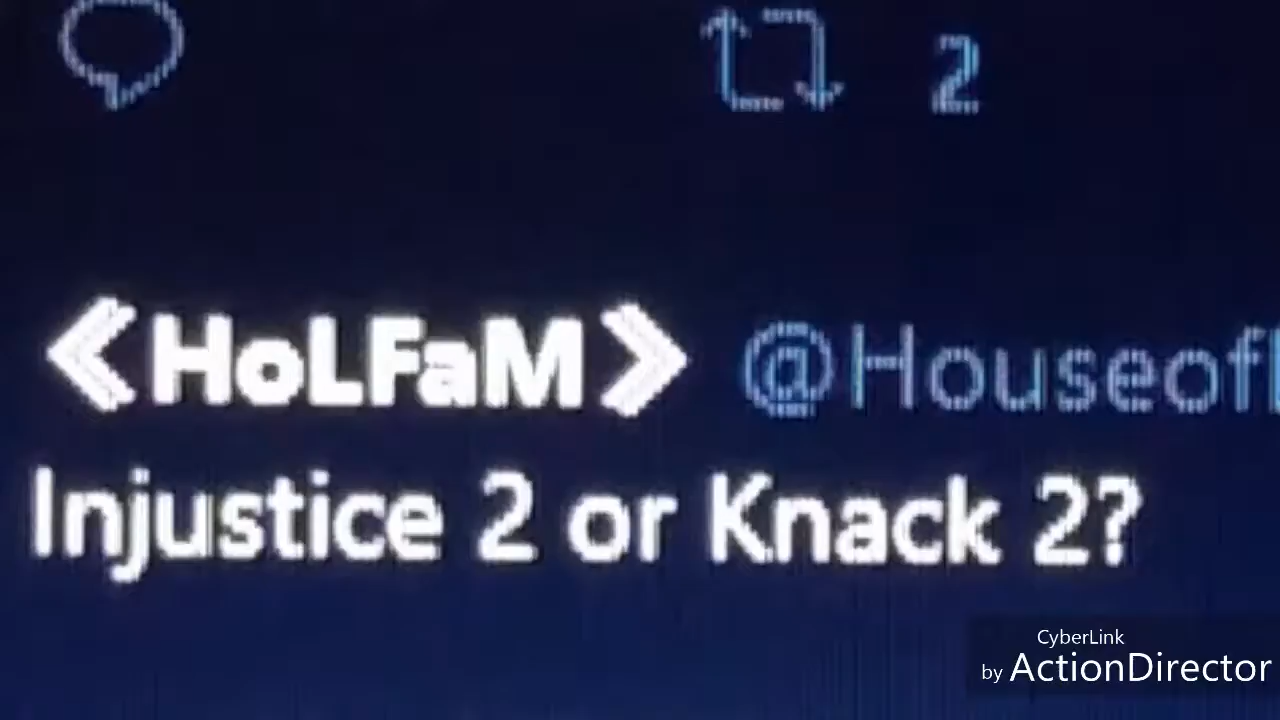 2
《HoLFaM》 @Houseof
Injustice 2 or Knack 2?
CyberLink
by ActionDirector